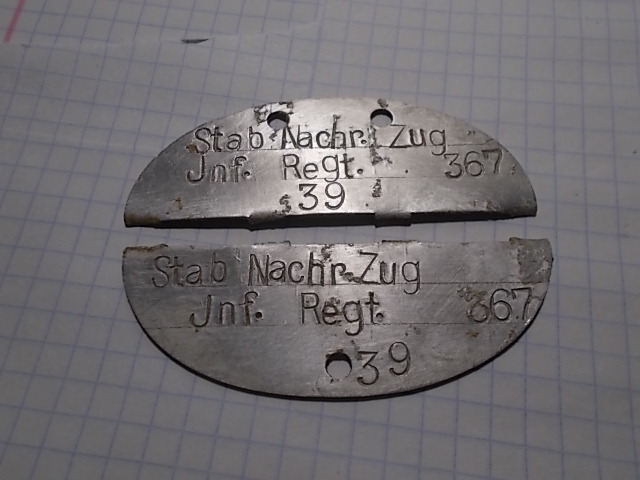 Stab Nachr. Zug
Jnf. Regt. 367
39
Stab Nachr. Zug
Jnf. Regt. 367
39